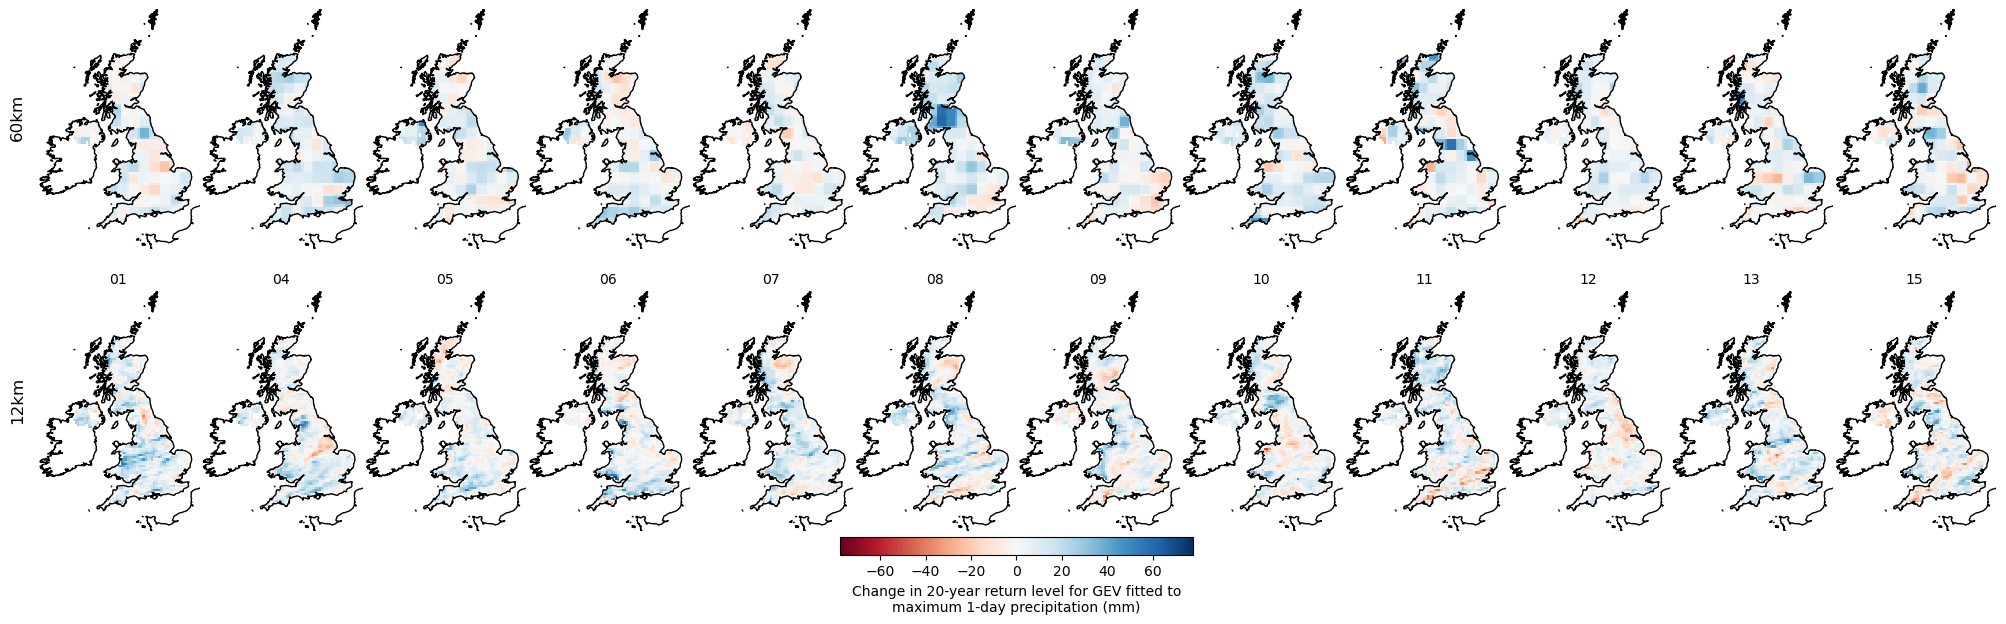 60km
01 04 05 06 07 08 09 10 11 12 13 15
12km
−60 −40 −20 0 20 40 60
Change in 20-year return level for GEV fitted to
maximum 1-day precipitation (mm)